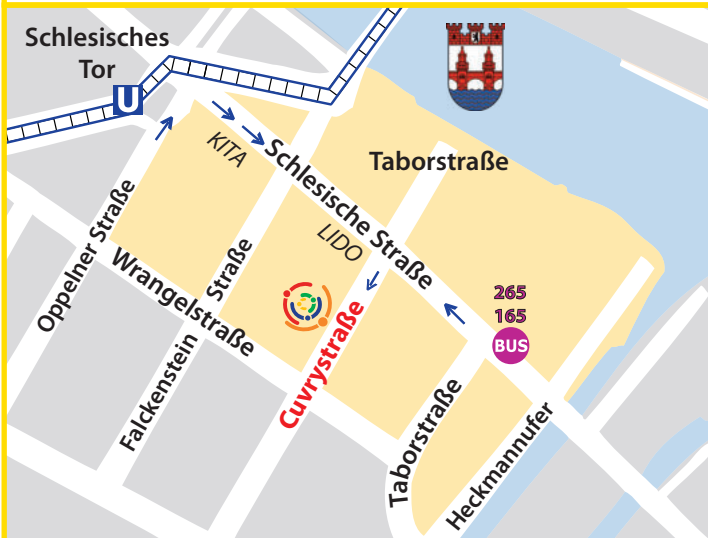 Schlesisches
Tor
U
KITA
Schlesische Straße
Taborstraße
LIDO
Oppelner Straße
Wrangelstraße
Falckenstein Straße
Cuvrystraße
265
165
BUS
Taborstraße
Heckmannufer